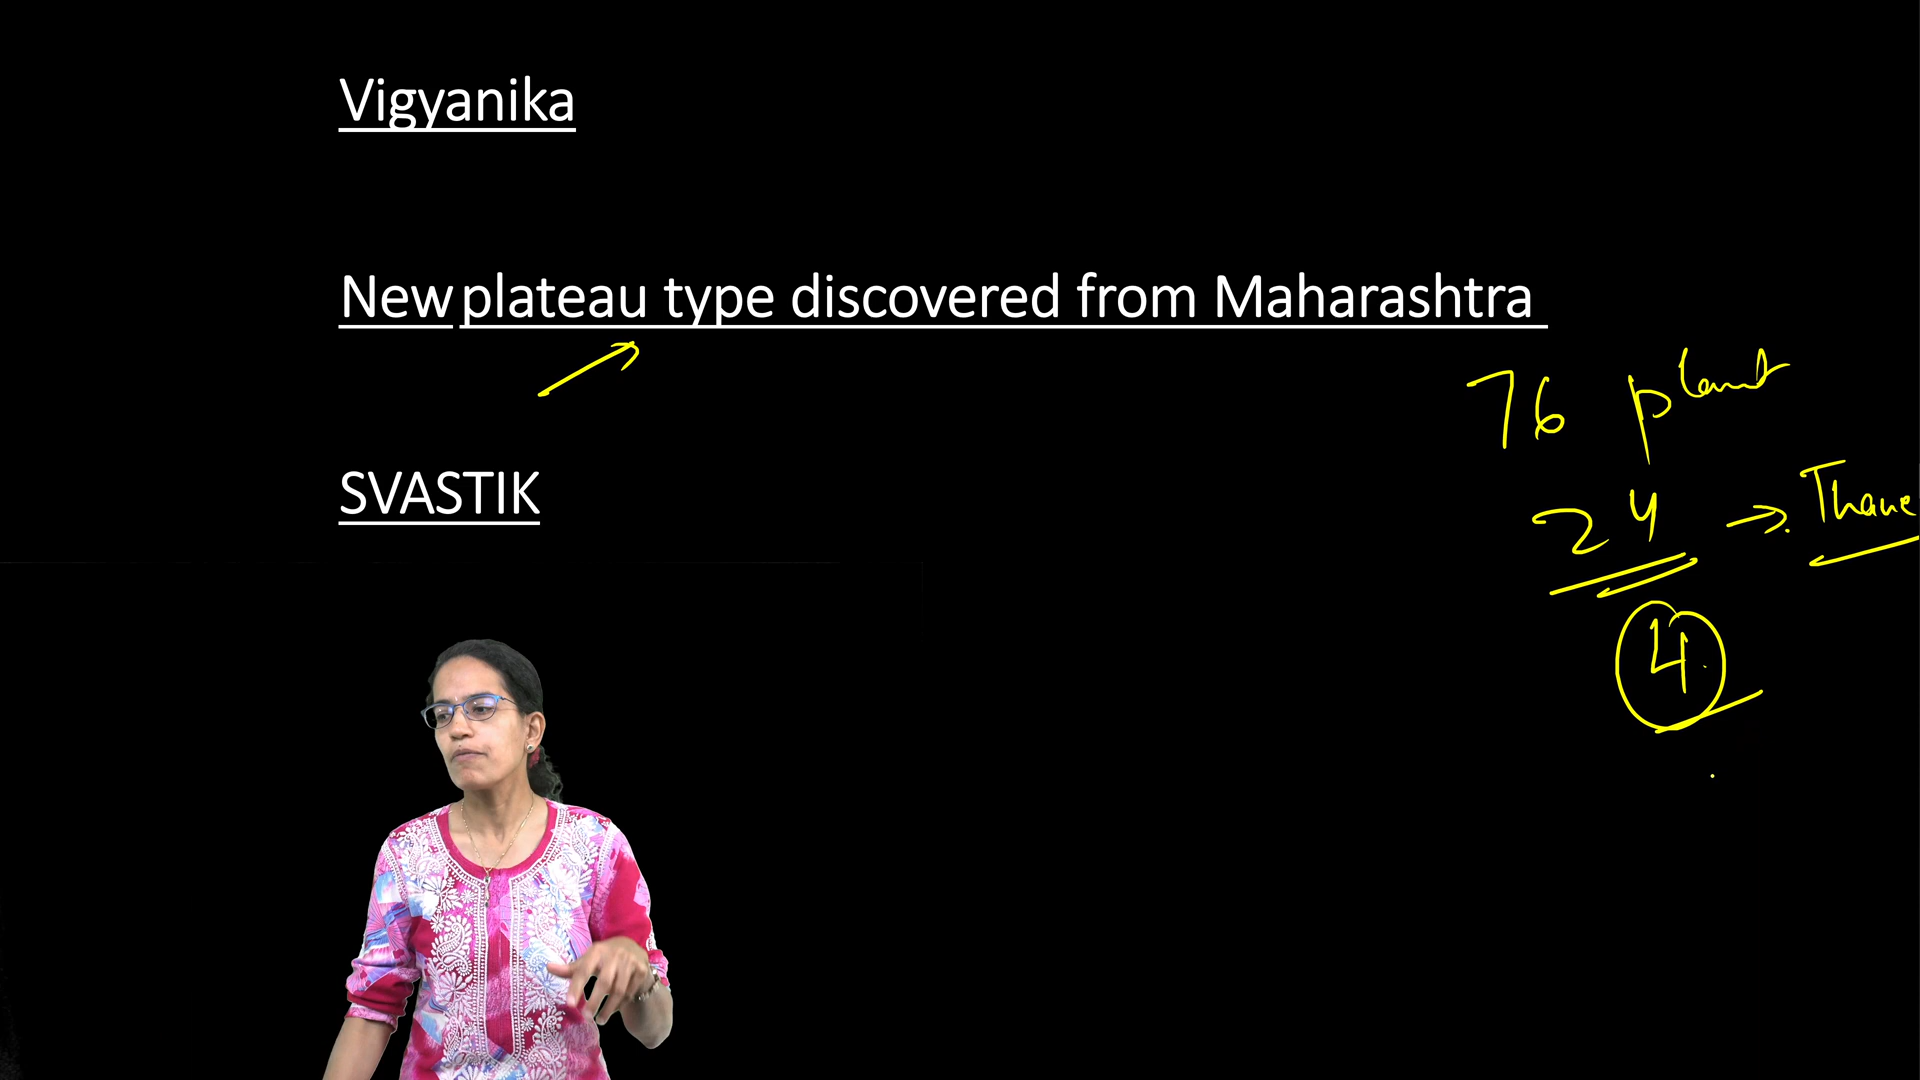 Vigyanika
New plateau type discovered from Maharashtra
76 plant
24 → Thane
SVASTIK
4